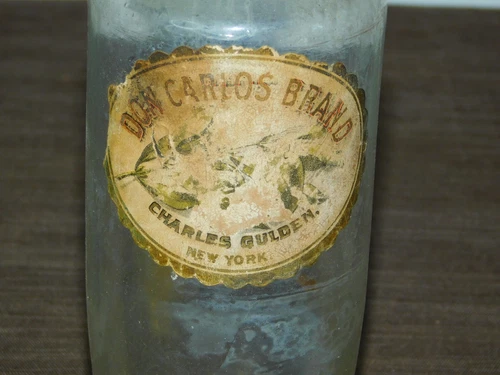 DON CARLOS BRAND
CHARLES GULDEN,
NEW YORK